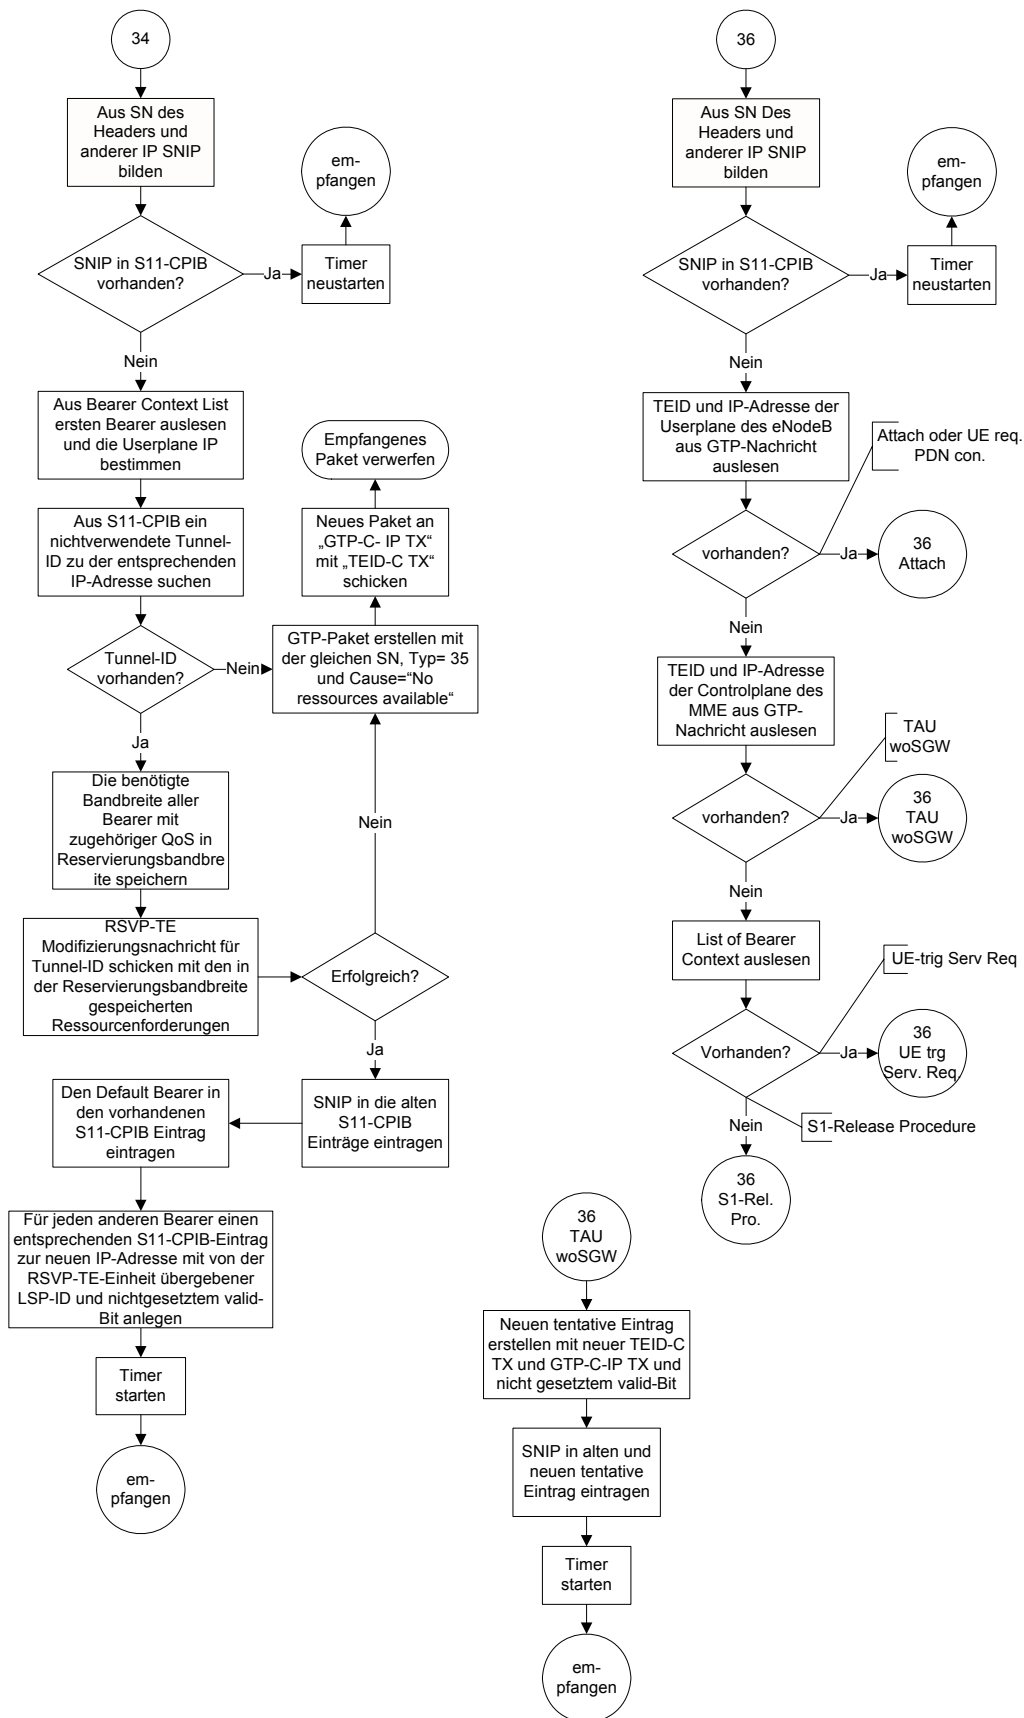 34
Aus SN des
Headers und
anderer IP SNIP
bilden
em-
pfangen
SNIP in S11-CPIB
vorhanden?
Ja
Timer
neustarten
Nein
Aus Bearer Context List
ersten Bearer auslesen
und die Userplane IP
bestimmen
Empfangenes
Paket verwerfen
Aus S11-CPIB ein
nichtverwendete Tunnel-
ID zu der entsprechenden
IP-Adresse suchen
Neues Paket an
„GTP-C- IP TX“
mit „TEID-C TX“
schicken
Tunnel-ID
vorhanden?
Nein
GTP-Paket erstellen mit
der gleichen SN, Typ= 35
und Cause=“No
ressources available“
Ja
Die benötigte
Bandbreite aller
Bearer mit
zugehöriger QoS in
Reservierungsbandbre
ite speichern
Nein
RSVP-TE
Modifizierungsnachricht für
Tunnel-ID schicken mit den in
der Reservierungsbandbreite
gespeicherten
Ressourcenforderungen
Erfolgreich?
Ja
SNIP in die alten
S11-CPIB
Einträge eintragen
Den Default Bearer in
den vorhandenen
S11-CPIB Eintrag
eintragen
Für jeden anderen Bearer einen
entsprechenden S11-CPIB-Eintrag
zur neuen IP-Adresse mit von der
RSVP-TE-Einheit übergebener
LSP-ID und nichtgesetztem valid-
Bit anlegen
Timer
starten
em-
pfangen
36
Aus SN Des
Headers und
anderer IP SNIP
bilden
em-
pfangen
SNIP in S11-CPIB
vorhanden?
Ja
Timer
neustarten
Nein
TEID und IP-Adresse der
Userplane des eNodeB
aus GTP-Nachricht
auslesen
Attach oder UE req.
PDN con.
vorhanden?
Ja
36
Attach
Nein
TEID und IP-Adresse
der Controlplane des
MME aus GTP-
Nachricht auslesen
TAU
woSGW
vorhanden?
Ja
36
TAU
woSGW
Nein
List of Bearer
Context auslesen
UE-trig Serv Req
Vorhanden?
Ja
36
UE trg
Serv. Req.
Nein
S1-Release Procedure
36
S1-Rel.
Pro.
36
TAU
woSGW
Neuen tentative Eintrag
erstellen mit neuer TEID-C
TX und GTP-C-IP TX und
nicht gesetztem valid-Bit
SNIP in alten und
neuen tentative
Eintrag eintragen
Timer
starten
em-
pfangen